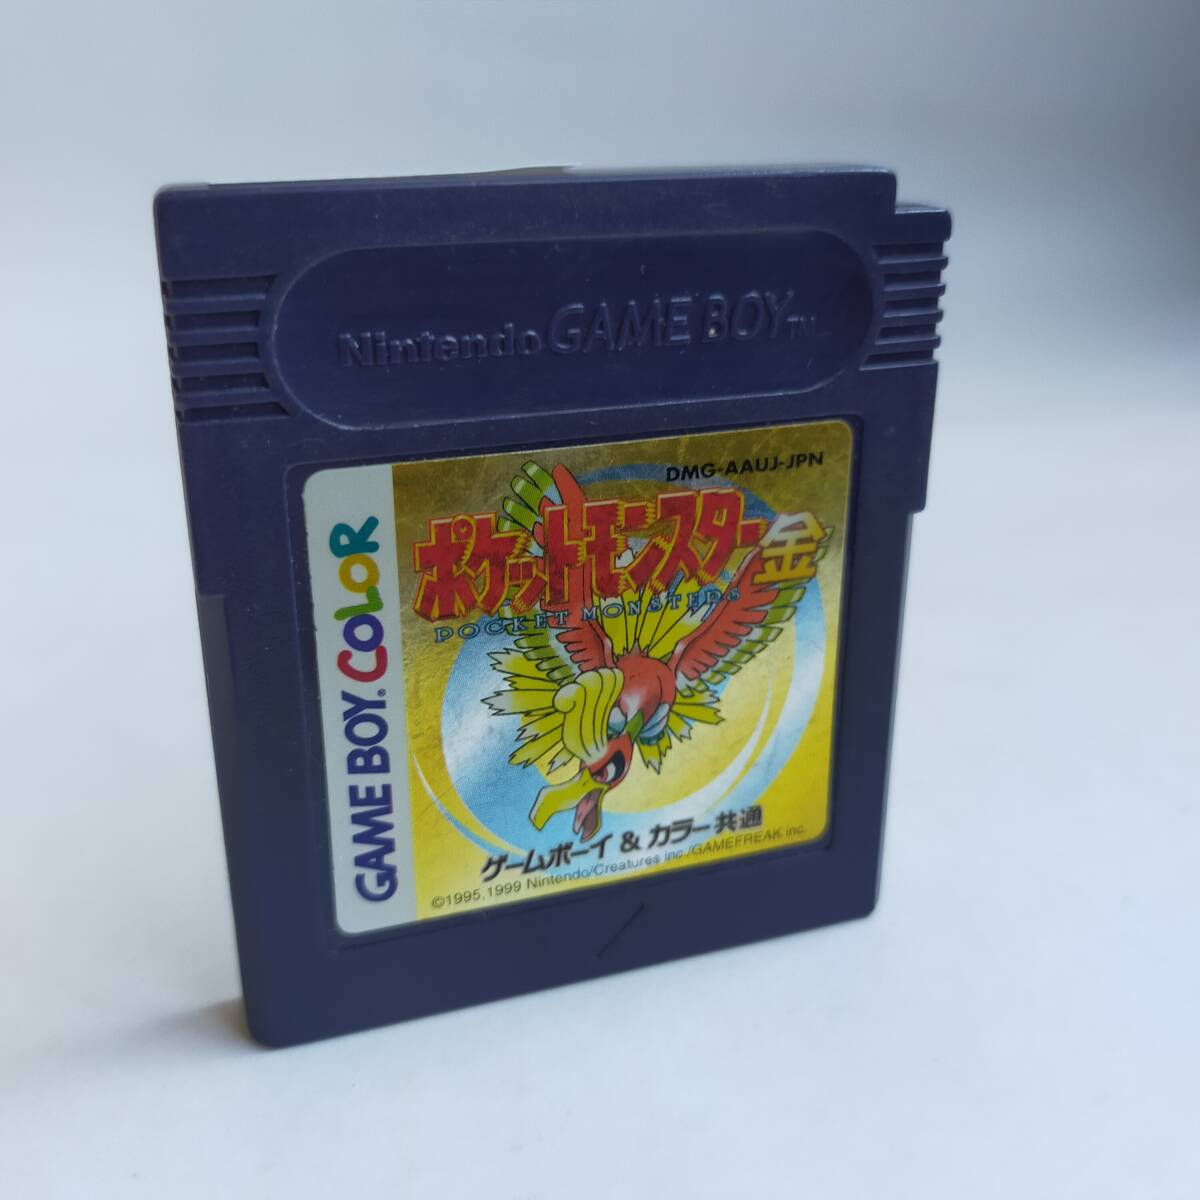 Nintendo GAME BOY TM
DMG-AAUJ-JPN
ポケットモンスター 金
POCKET MONSTERS
GAME BOY® COLOR
ゲームボーイ & カラー共通
©1995,1999 Nintendo/Creatures inc./GAMEFREAK inc.